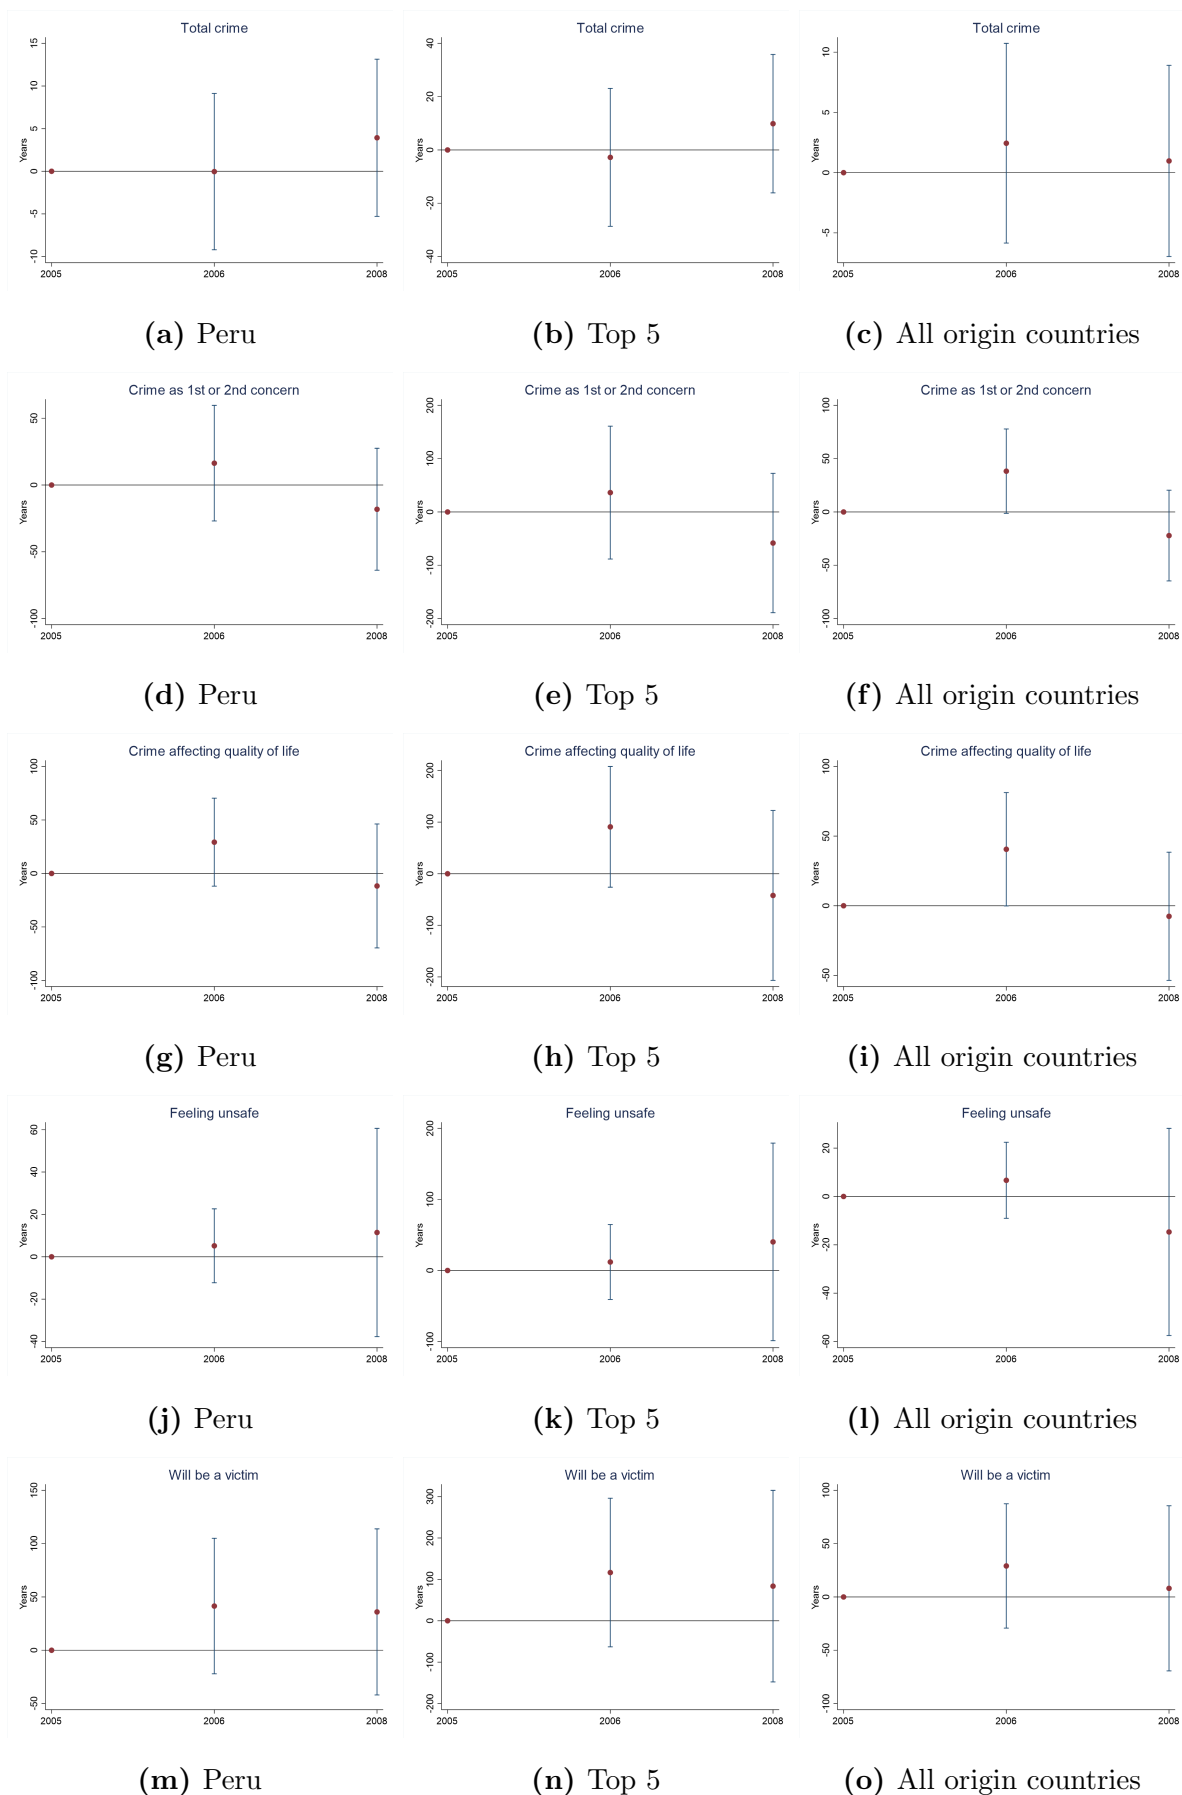 Total crime
Years
15
10
5
0
-5
-10
2005 2006 2008
(a) Peru
Total crime
Years
40
20
0
-20
-40
2005 2006 2008
(b) Top 5
Total crime
Years
10
5
0
-5
2005 2006 2008
(c) All origin countries
Crime as 1st or 2nd concern
Years
50
0
-50
-100
2005 2006 2008
(d) Peru
Crime as 1st or 2nd concern
Years
200
100
0
-100
-200
2005 2006 2008
(e) Top 5
Crime as 1st or 2nd concern
Years
100
50
0
-50
-100
2005 2006 2008
(f) All origin countries
Crime affecting quality of life
Years
100
50
0
-50
-100
2005 2006 2008
(g) Peru
Crime affecting quality of life
Years
200
100
0
-100
-200
2005 2006 2008
(h) Top 5
Crime affecting quality of life
Years
100
50
0
-50
2005 2006 2008
(i) All origin countries
Feeling unsafe
Years
60
40
20
0
-20
-40
2005 2006 2008
(j) Peru
Feeling unsafe
Years
200
100
0
-100
2005 2006 2008
(k) Top 5
Feeling unsafe
Years
20
0
-20
-40
-60
2005 2006 2008
(l) All origin countries
Will be a victim
Years
150
100
50
0
-50
2005 2006 2008
(m) Peru
Will be a victim
Years
300
200
100
0
-100
-200
2005 2006 2008
(n) Top 5
Will be a victim
Years
100
50
0
-50
-100
2005 2006 2008
(o) All origin countries